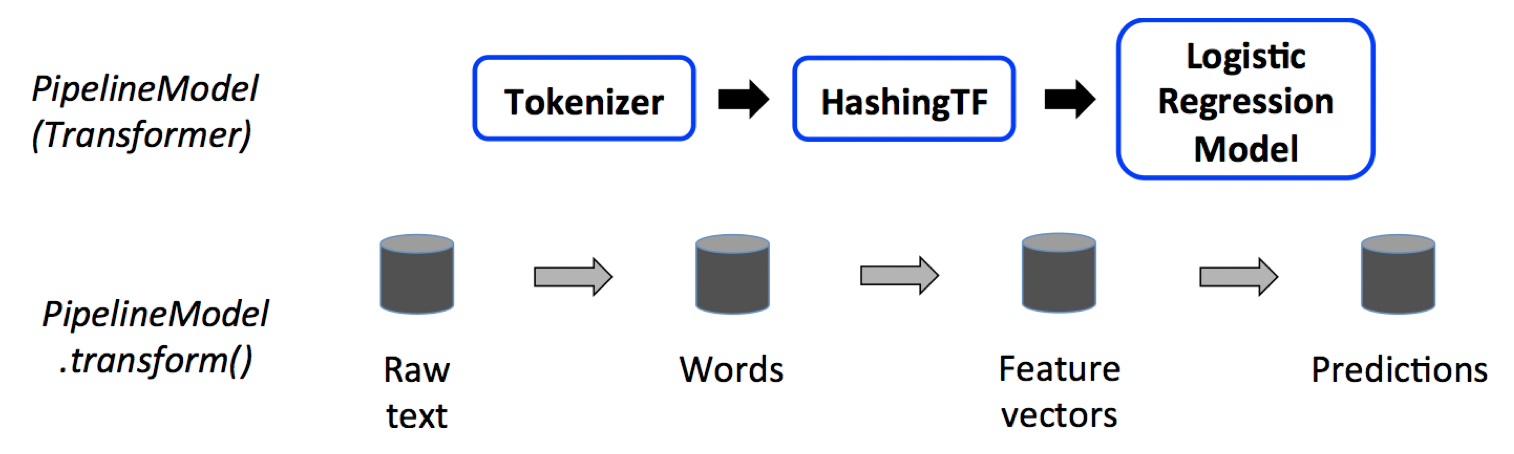 PipelineModel
(Transformer)
Tokenizer
HashingTF
Logistic
Regression
Model
PipelineModel
.transform()
Raw
text
Words
Feature
vectors
Predictions